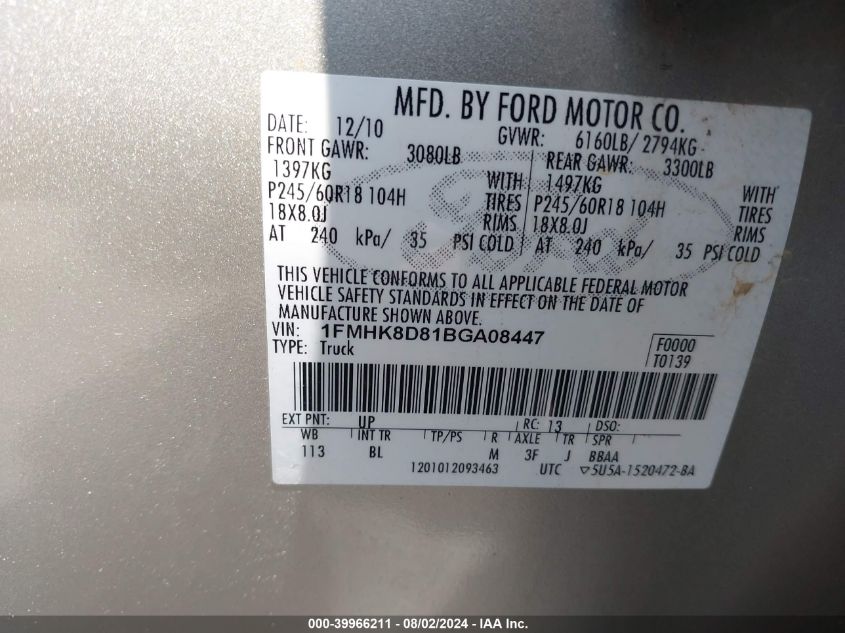 MFD. BY FORD MOTOR CO.
DATE: 12/10 GVWR: 6160LB/ 2794KG
FRONT GAWR: 3080LB REAR GAWR: 3300LB
1397KG WITH 1497KG WITH
P245/60R18 104H TIRES P245/60R18 104H TIRES
18X8.0J RIMS 18X8.0J RIMS
AT 240 kPa/ 35 PSI COLD AT 240 kPa/ 35 PSI COLD
THIS VEHICLE CONFORMS TO ALL APPLICABLE FEDERAL MOTOR
VEHICLE SAFETY STANDARDS IN EFFECT ON THE DATE OF
MANUFACTURE SHOWN ABOVE.
VIN: 1FMHK8D81BGA08447
TYPE: Truck
F0000
T0139
EXT PNT: UP RC: 13 DSO:
WB INT TR TP/PS R AXLE TR SPR
113 BL M 3F J BBAA
1201012093463 UTC ▽5U5A-1520472-BA
000-39966211 - 08/02/2024 - IAA Inc.